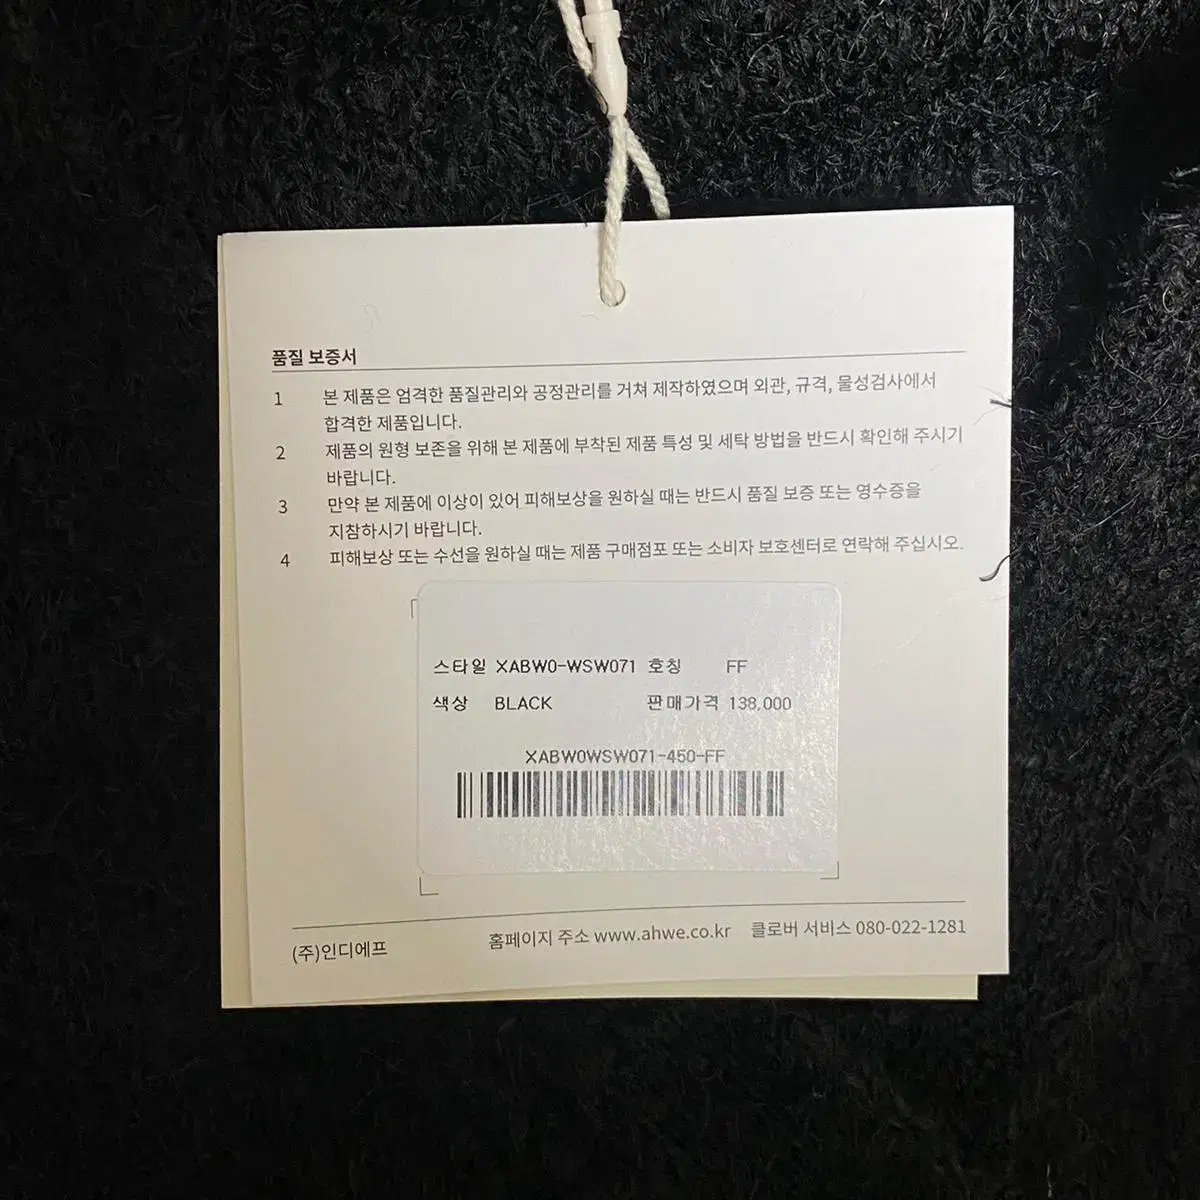 품질 보증서
1 본 제품은 엄격한 품질관리와 공정관리를 거쳐 제작하였으며 외관, 규격, 물성검사에서
합격한 제품입니다.
2 제품의 원형 보존을 위해 본 제품에 부착된 제품 특성 및 세탁 방법을 반드시 확인해 주시기
바랍니다.
3 만약 본 제품에 이상이 있어 피해보상을 원하실 때는 반드시 품질 보증 또는 영수증을
지참하시기 바랍니다.
4 피해보상 또는 수선을 원하실 때는 제품 구매점포 또는 소비자 보호센터로 연락해 주십시오.
스타일 XABW0-WSW071 호칭 FF
색상 BLACK 판매가격 138,000
XABW0WSW071-450-FF
(주)인디에프 홈페이지 주소 www.ahwe.co.kr 클로버 서비스 080-022-1281